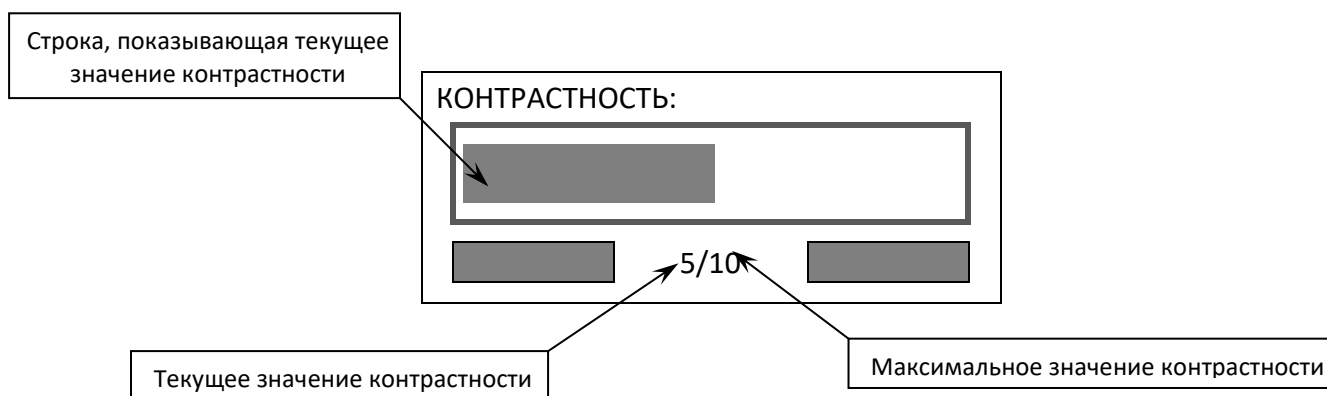 Строка, показывающая текущее
значение контрастности
КОНТРАСТНОСТЬ:
5/10
Текущее значение контрастности
Максимальное значение контрастности